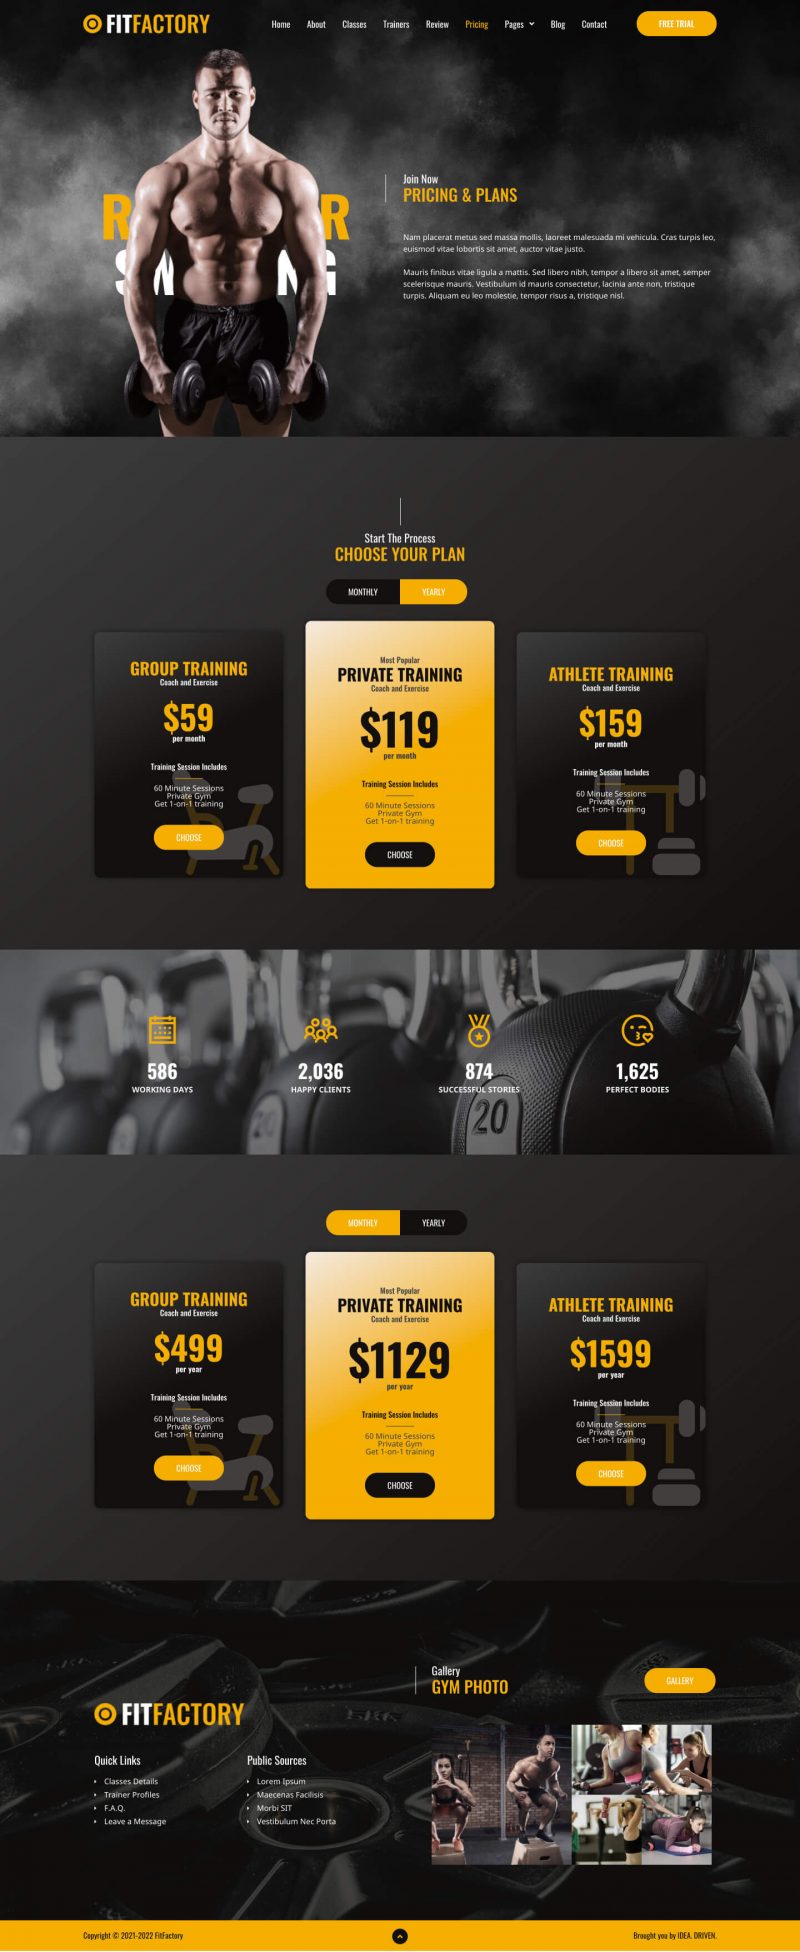 FITFACTORY
Home About Classes Trainers Review Pricing Pages Blog Contact
FREE TRIAL
Join Now
PRICING & PLANS
Nam placerat metus sed massa mollis, laoreet malesuada mi vehicula. Cras turpis leo,
euismod vitae lobortis sit amet, auctor vitae justo.
Mauris finibus vitae ligula a mattis. Sed libero nibh, tempor a libero sit amet, semper
scelerisque mauris. Vestibulum id mauris consectetur, lacinia ante non, tristique
turpis. Aliquam eu leo molestie, tempor risus a, tristique nisl.
Start The Process
CHOOSE YOUR PLAN
MONTHLY YEARLY
GROUP TRAINING
Coach and Exercise
$59
per month
Training Session Includes
60 Minute Sessions
Private Gym
Get 1-on-1 training
CHOOSE
Most Popular
PRIVATE TRAINING
Coach and Exercise
$119
per month
Training Session Includes
60 Minute Sessions
Private Gym
Get 1-on-1 training
CHOOSE
ATHLETE TRAINING
Coach and Exercise
$159
per month
Training Session Includes
60 Minute Sessions
Private Gym
Get 1-on-1 training
CHOOSE
586
WORKING DAYS
2,036
HAPPY CLIENTS
874
SUCCESSFUL STORIES
1,625
PERFECT BODIES
20
MONTHLY YEARLY
GROUP TRAINING
Coach and Exercise
$499
per year
Training Session Includes
60 Minute Sessions
Private Gym
Get 1-on-1 training
CHOOSE
Most Popular
PRIVATE TRAINING
Coach and Exercise
$1129
per year
Training Session Includes
60 Minute Sessions
Private Gym
Get 1-on-1 training
CHOOSE
ATHLETE TRAINING
Coach and Exercise
$1599
per year
Training Session Includes
60 Minute Sessions
Private Gym
Get 1-on-1 training
CHOOSE
FITFACTORY
Quick Links
Classes Details
Trainer Profiles
F.A.Q.
Leave a Message
Public Sources
Lorem Ipsum
Maecenas Facilisis
Morbi SIT
Vestibulum Nec Porta
Gallery
GYM PHOTO
GALLERY
Copyright © 2021-2022 FitFactory
Brought you by IDEA. DRIVEN.